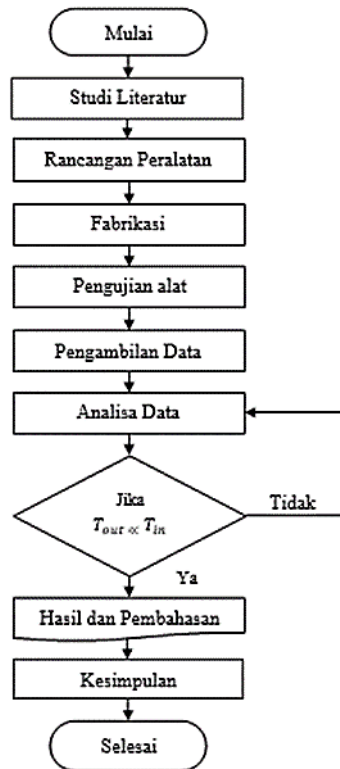 Mulai
Studi Literatur
Rancangan Peralatan
Fabrikasi
Pengujian alat
Pengambilan Data
Analisa Data
Jika
T_out ∝ T_in
Tidak
Ya
Hasil dan Pembahasan
Kesimpulan
Selesai